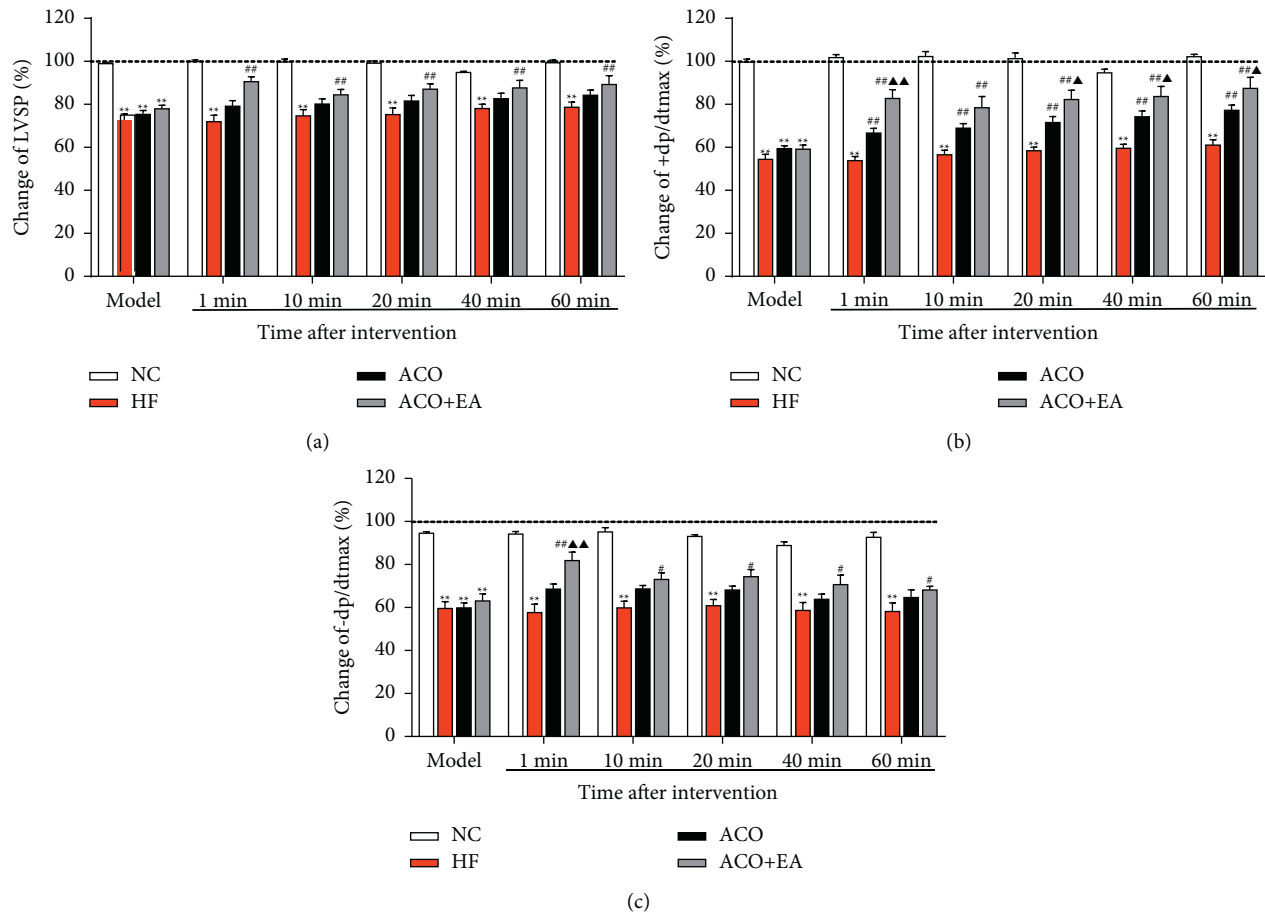 120
100
80
60
40
20
0
Change of LVSP (%)
** ** ** ** ## ** ## ** ## ** ## ** ##
Model 1 min 10 min 20 min 40 min 60 min
Time after intervention
NC ACO
HF ACO+EA
(a)
120
100
80
60
40
20
0
Change of +dp/dtmax (%)
** ** ** ** ## ##▲▲ ** ## ## ** ## ##▲ ** ## ##▲ ** ## ##▲
Model 1 min 10 min 20 min 40 min 60 min
Time after intervention
NC ACO
HF ACO+EA
(b)
120
100
80
60
40
20
0
Change of-dp/dtmax (%)
** ** ** ** ##▲▲ ** # ** # ** # ** #
Model 1 min 10 min 20 min 40 min 60 min
Time after intervention
NC ACO
HF ACO+EA
(c)